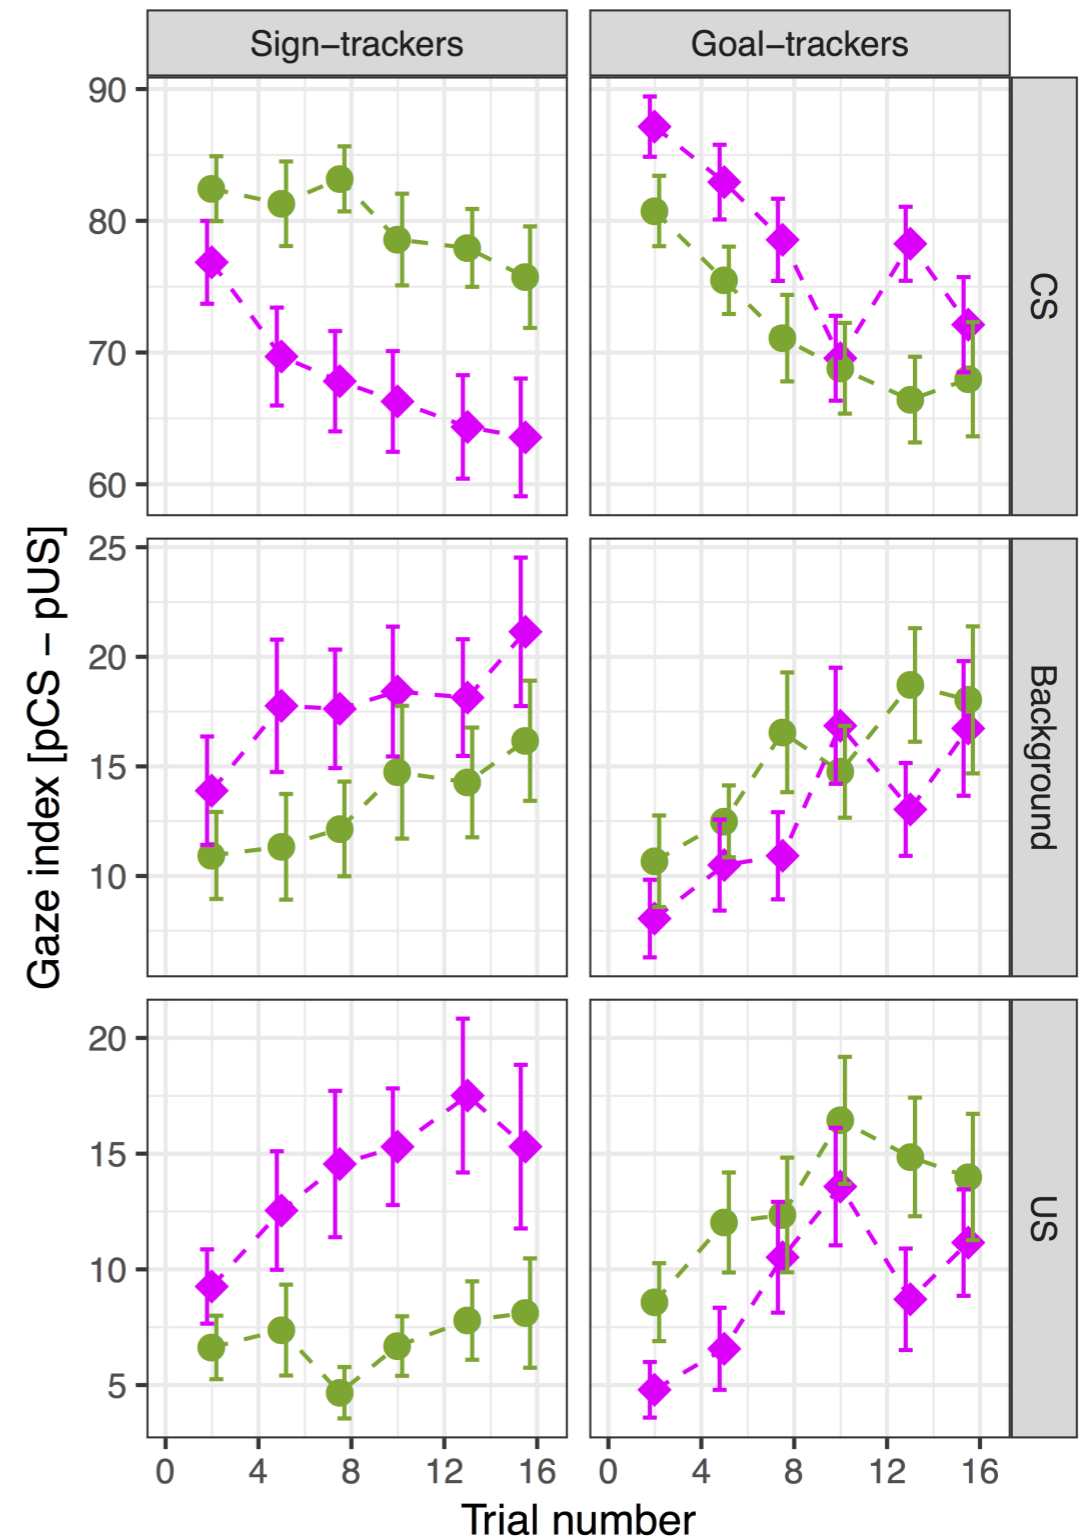 Sign−trackers
Goal−trackers
90
80
70
60
CS
Gaze index [pCS − pUS]
25
20
15
10
Background
20
15
10
5
US
0 4 8 12 16
0 4 8 12 16
Trial number